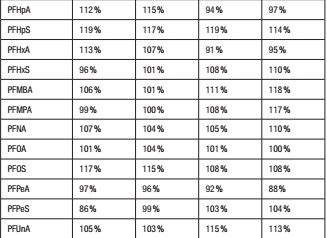 PFHpA 112% 115% 94% 97%
PFHpS 119% 117% 119% 114%
PFHxA 113% 107% 91% 95%
PFHxS 96% 101% 108% 110%
PFMBA 106% 101% 111% 118%
PFMPA 99% 100% 108% 117%
PFNA 107% 104% 105% 110%
PFOA 101% 104% 101% 100%
PFOS 117% 115% 108% 108%
PFPeA 97% 96% 92% 88%
PFPeS 86% 99% 103% 104%
PFUnA 105% 103% 115% 113%